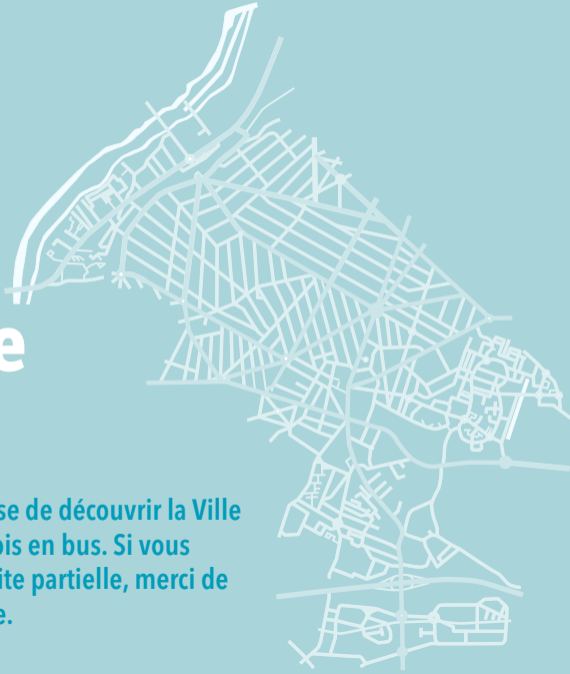 e
se de découvrir la Ville
ois en bus. Si vous
ite partielle, merci de
e.